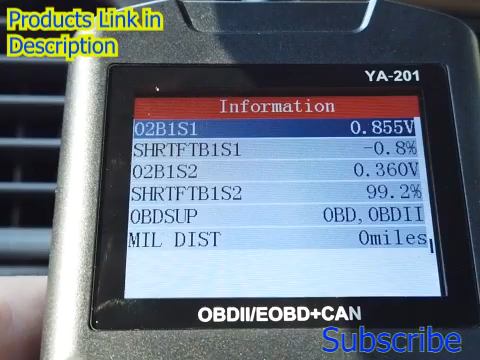 Products Link in
Description
YA-201
Information
O2B1S1 0.855V
SHRTFTB1S1 -0.8%
O2B1S2 0.360V
SHRTFTB1S2 99.2%
OBDSUP OBD,OBDII
MIL DIST 0miles
OBDII/EOBD+CAN
Subscribe